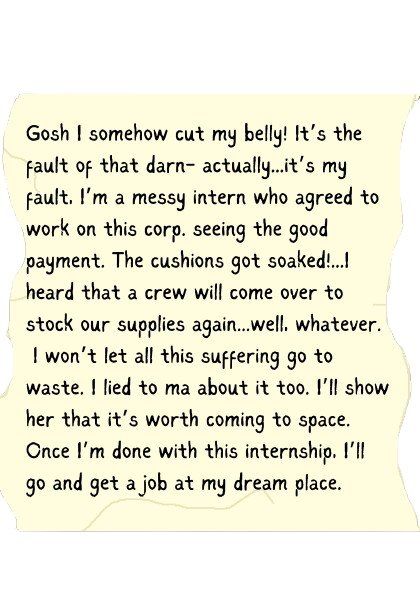 Gosh I somehow cut my belly! It's the
fault of that darn- actually...it's my
fault. I'm a messy intern who agreed to
work on this corp. seeing the good
payment. The cushions got soaked!...I
heard that a crew will come over to
stock our supplies again...well. whatever.
I won't let all this suffering go to
waste. I lied to ma about it too. I'll show
her that it's worth coming to space.
Once I'm done with this internship. I'll
go and get a job at my dream place.